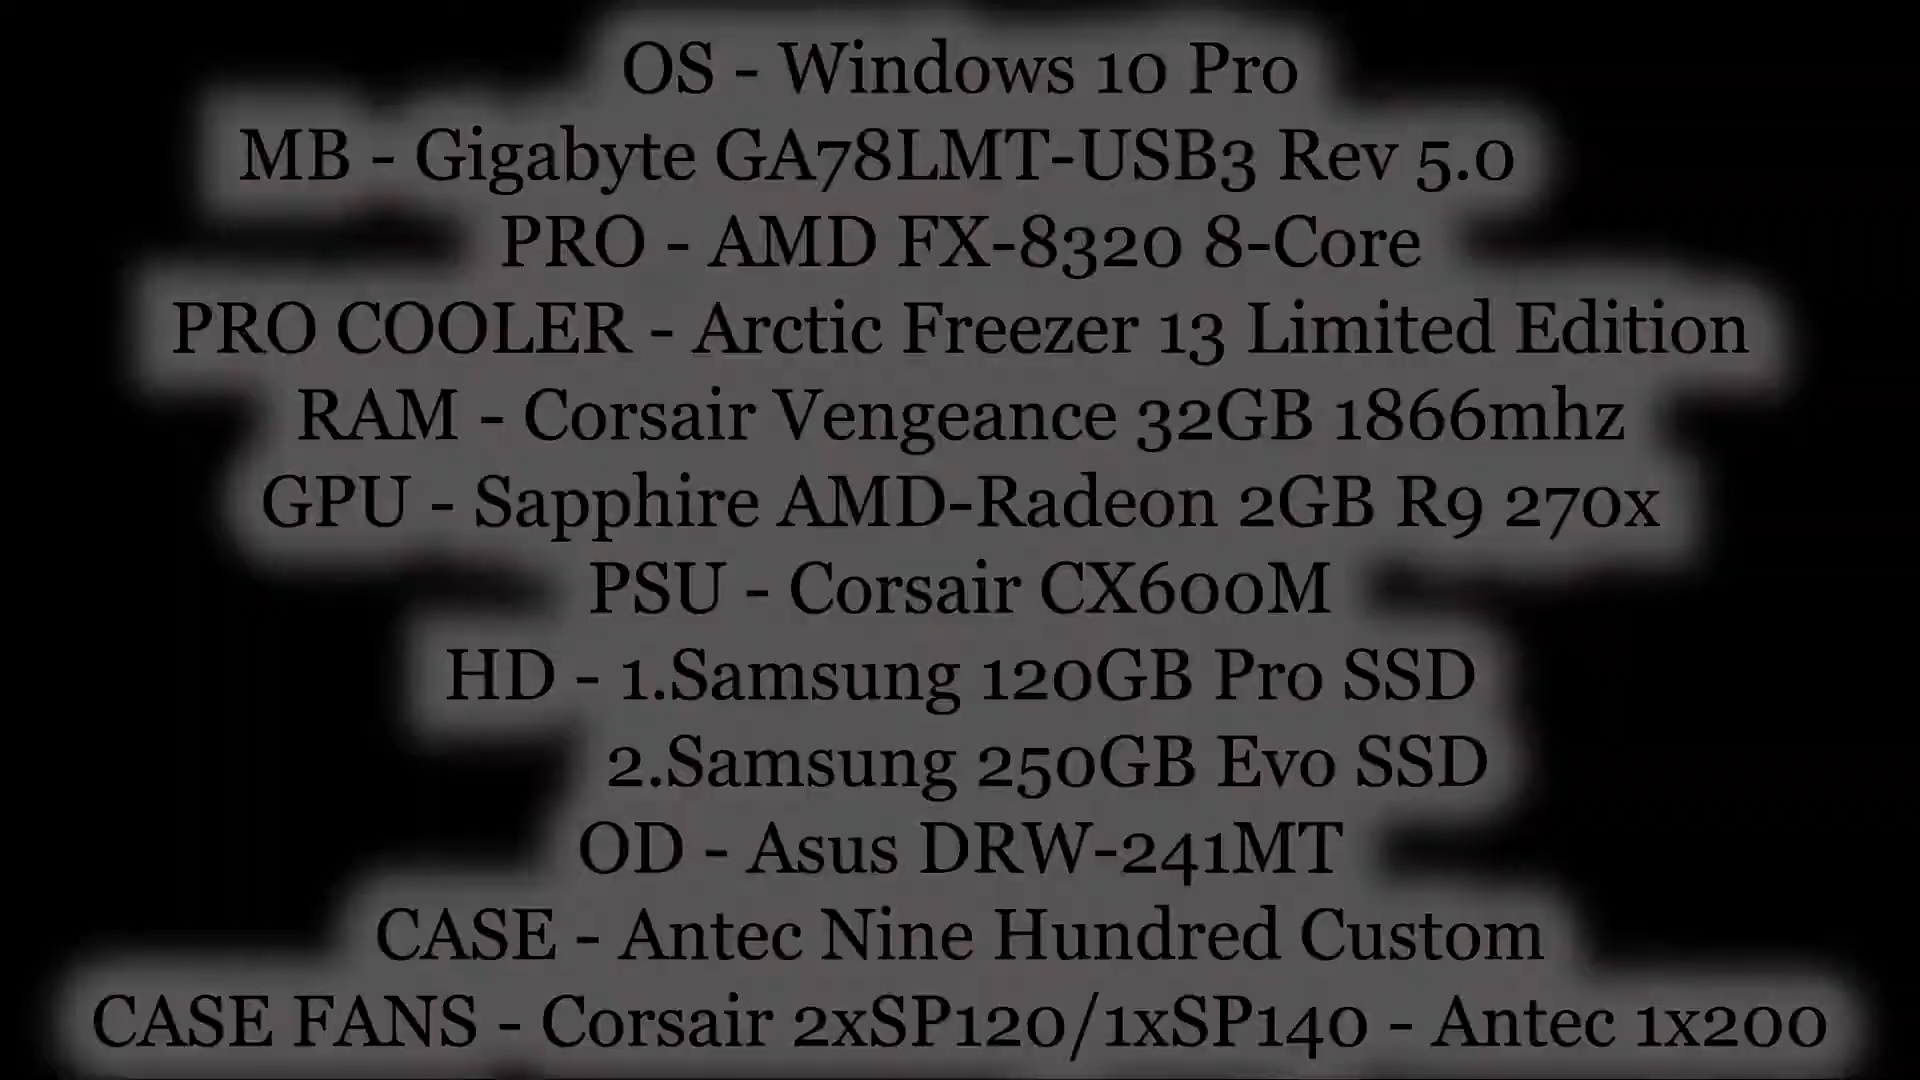 OS - Windows 10 Pro
MB - Gigabyte GA78LMT-USB3 Rev 5.0
PRO - AMD FX-8320 8-Core
PRO COOLER - Arctic Freezer 13 Limited Edition
RAM - Corsair Vengeance 32GB 1866mhz
GPU - Sapphire AMD-Radeon 2GB R9 270x
PSU - Corsair CX600M
HD - 1.Samsung 120GB Pro SSD
2.Samsung 250GB Evo SSD
OD - Asus DRW-241MT
CASE - Antec Nine Hundred Custom
CASE FANS - Corsair 2xSP120/1xSP140 - Antec 1x200